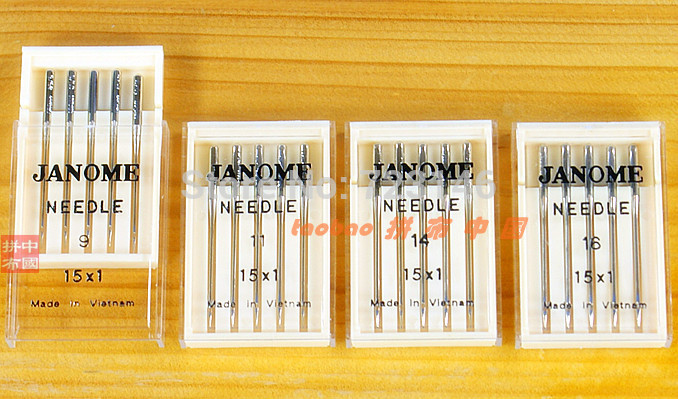 JANOME
NEEDLE
9
15x1
Made in Vietnam
JANOME
NEEDLE
11
15x1
Made in Vietnam
JANOME
NEEDLE
14
15x1
Made in Vietnam
JANOME
NEEDLE
16
15x1
Made in Vietnam
taobao 拼布中国
拼布中國